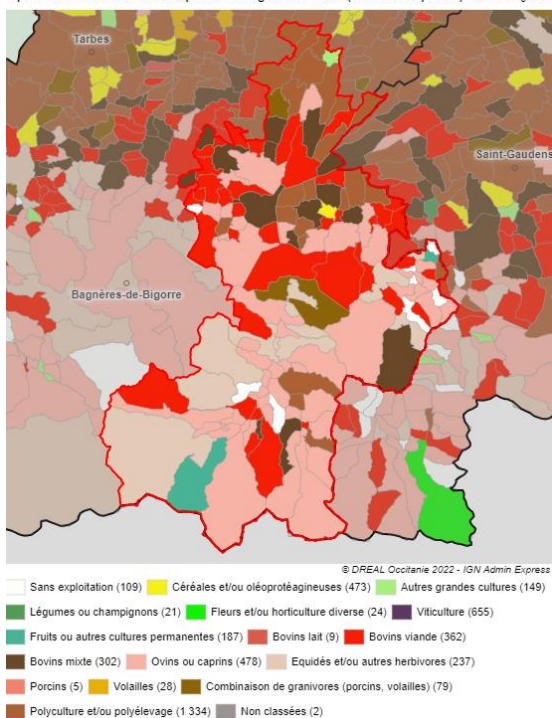 Tarbes
Saint-Gaudens
Bagnères-de-Bigorre
© DREAL Occitanie 2022 - IGN Admin Express
Sans exploitation (109) Céréales et/ou oléoprotéagineuses (473) Autres grandes cultures (149)
Légumes ou champignons (21) Fleurs et/ou horticulture diverse (24) Viticulture (655)
Fruits ou autres cultures permanentes (187) Bovins lait (9) Bovins viande (362)
Bovins mixte (302) Ovins ou caprins (478) Equidés et/ou autres herbivores (237)
Porcins (5) Volailles (28) Combinaison de granivores (porcins, volailles) (79)
Polyculture et/ou polyélevage (1 334) Non classées (2)